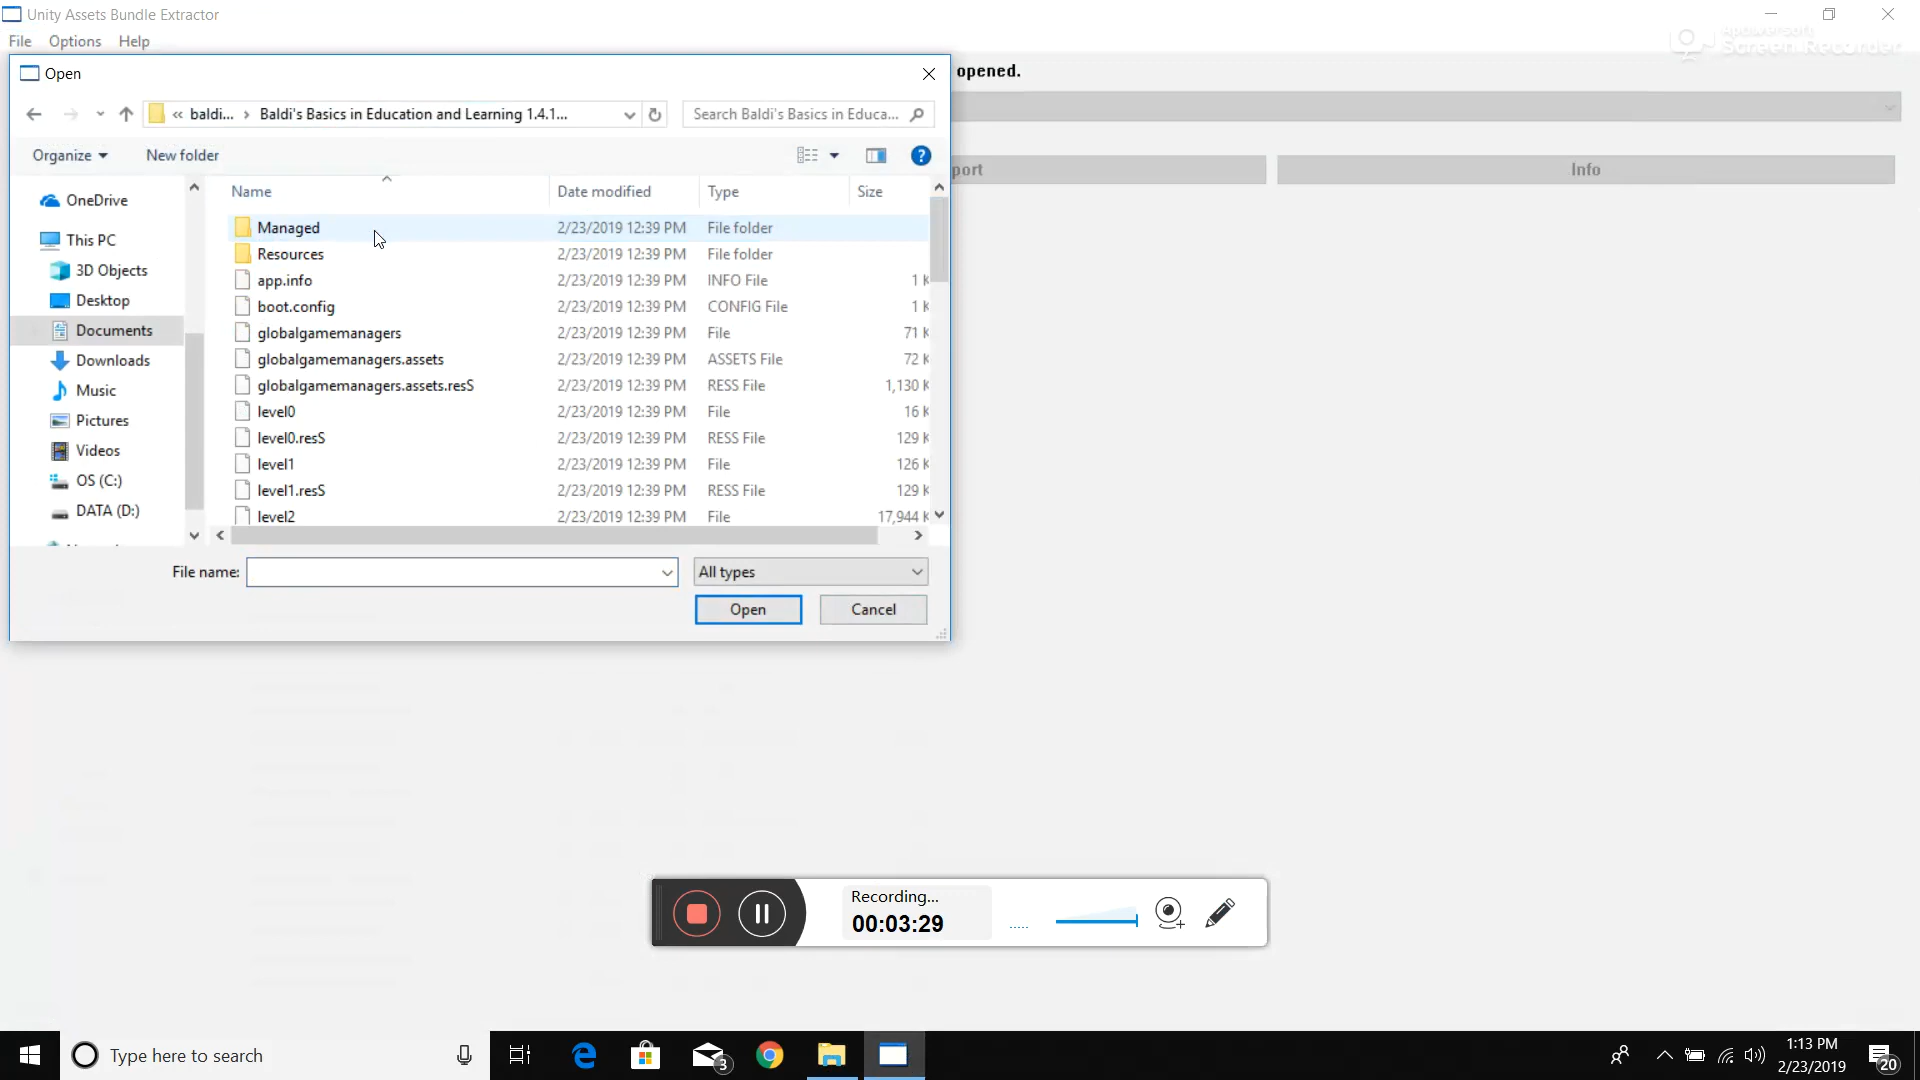 Unity Assets Bundle Extractor
File Options Help
Apowersoft
Screen Recorder
Open
opened.
« baldi... › Baldi's Basics in Education and Learning 1.4.1...
Search Baldi's Basics in Educa...
Organize New folder
port
Info
Name Date modified Type Size
OneDrive
This PC
3D Objects
Desktop
Documents
Downloads
Music
Pictures
Videos
OS (C:)
DATA (D:)
Managed 2/23/2019 12:39 PM File folder
Resources 2/23/2019 12:39 PM File folder
app.info 2/23/2019 12:39 PM INFO File 1 K
boot.config 2/23/2019 12:39 PM CONFIG File 1 K
globalgamemanagers 2/23/2019 12:39 PM File 71 K
globalgamemanagers.assets 2/23/2019 12:39 PM ASSETS File 72 K
globalgamemanagers.assets.resS 2/23/2019 12:39 PM RESS File 1,130 K
level0 2/23/2019 12:39 PM File 16 K
level0.resS 2/23/2019 12:39 PM RESS File 129 K
level1 2/23/2019 12:39 PM File 126 K
level1.resS 2/23/2019 12:39 PM RESS File 129 K
level2 2/23/2019 12:39 PM File 17,944 K
File name:
All types
Open Cancel
Recording...
00:03:29
Type here to search
3
1:13 PM
2/23/2019
20